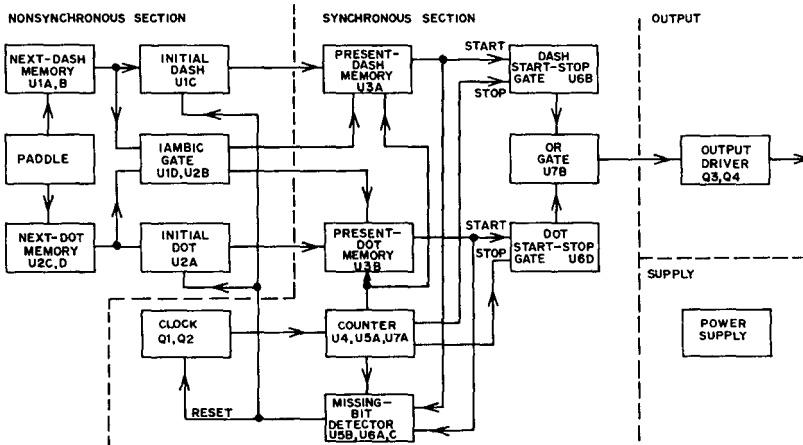 NONSYNCHRONOUS SECTION
SYNCHRONOUS SECTION
OUTPUT
NEXT-DASH
MEMORY
U1A,B
INITIAL
DASH
U1C
PRESENT-
DASH
MEMORY
U3A
START
STOP
DASH
START-STOP
GATE U6B
PADDLE
IAMBIC
GATE
U1D,U2B
OR
GATE
U7B
OUTPUT
DRIVER
Q3,Q4
NEXT-DOT
MEMORY
U2C,D
INITIAL
DOT
U2A
PRESENT-
DOT
MEMORY
U3B
START
STOP
DOT
START-STOP
GATE U6D
SUPPLY
CLOCK
Q1,Q2
COUNTER
U4,U5A,U7A
POWER
SUPPLY
RESET
MISSING-
BIT
DETECTOR
U5B,U6A,C